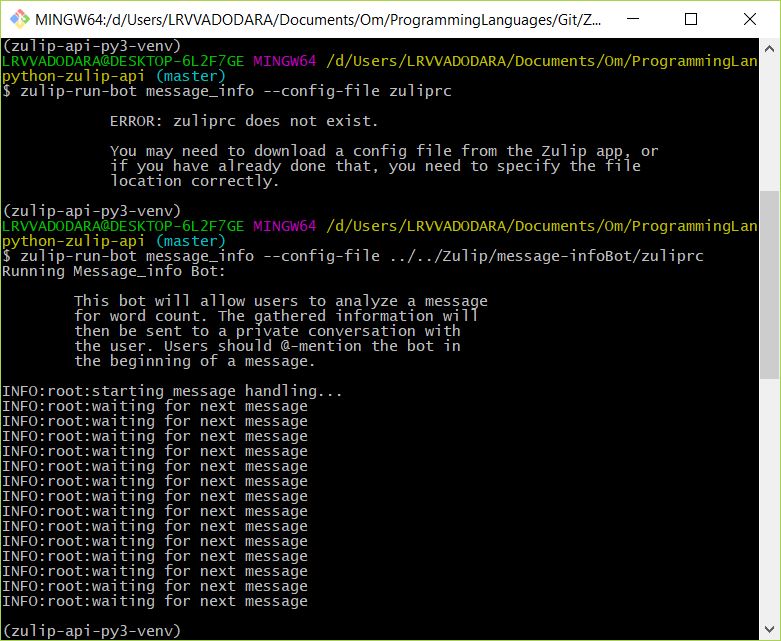 MINGW64:/d/Users/LRVVADODARA/Documents/Om/ProgrammingLanguages/Git/Z...
(zulip-api-py3-venv)
LRVVADODARA@DESKTOP-6L2F7GE MINGW64 /d/Users/LRVVADODARA/Documents/Om/ProgrammingLan
python-zulip-api (master)
$ zulip-run-bot message_info --config-file zuliprc
ERROR: zuliprc does not exist.
You may need to download a config file from the Zulip app, or
if you have already done that, you need to specify the file
location correctly.
(zulip-api-py3-venv)
LRVVADODARA@DESKTOP-6L2F7GE MINGW64 /d/Users/LRVVADODARA/Documents/Om/ProgrammingLan
python-zulip-api (master)
$ zulip-run-bot message_info --config-file ../../Zulip/message-infoBot/zuliprc
Running Message_info Bot:
This bot will allow users to analyze a message
for word count. The gathered information will
then be sent to a private conversation with
the user. Users should @-mention the bot in
the beginning of a message.
INFO:root:starting message handling...
INFO:root:waiting for next message
INFO:root:waiting for next message
INFO:root:waiting for next message
INFO:root:waiting for next message
INFO:root:waiting for next message
INFO:root:waiting for next message
INFO:root:waiting for next message
INFO:root:waiting for next message
INFO:root:waiting for next message
INFO:root:waiting for next message
INFO:root:waiting for next message
INFO:root:waiting for next message
INFO:root:waiting for next message
INFO:root:waiting for next message
(zulip-api-py3-venv)